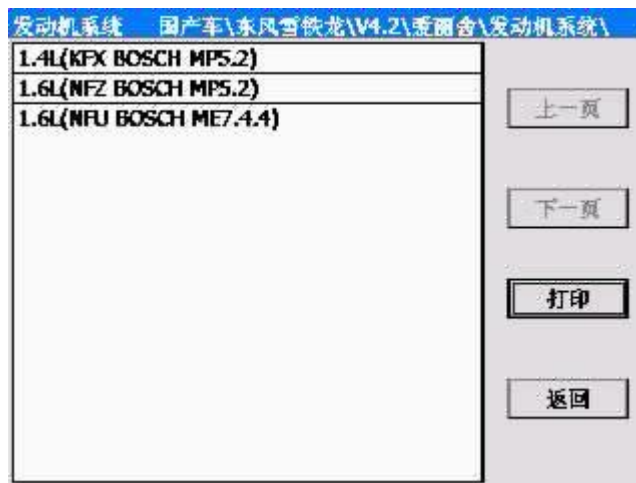 发动机系统 国产车\东风雪铁龙\V4.2\爱丽舍\发动机系统\
1.4L(KFX BOSCH MP5.2)
1.6L(NFZ BOSCH MP5.2)
1.6L(NFU BOSCH ME7.4.4)
上一页
下一页
打印
返回